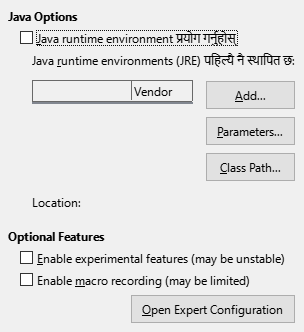 Java Options
Java runtime environment प्रयोग गर्नुहोस्
Java runtime environments (JRE) पहिल्यै नै स्थापित छ:
Vendor
Add...
Parameters...
Class Path...
Location:
Optional Features
Enable experimental features (may be unstable)
Enable macro recording (may be limited)
Open Expert Configuration